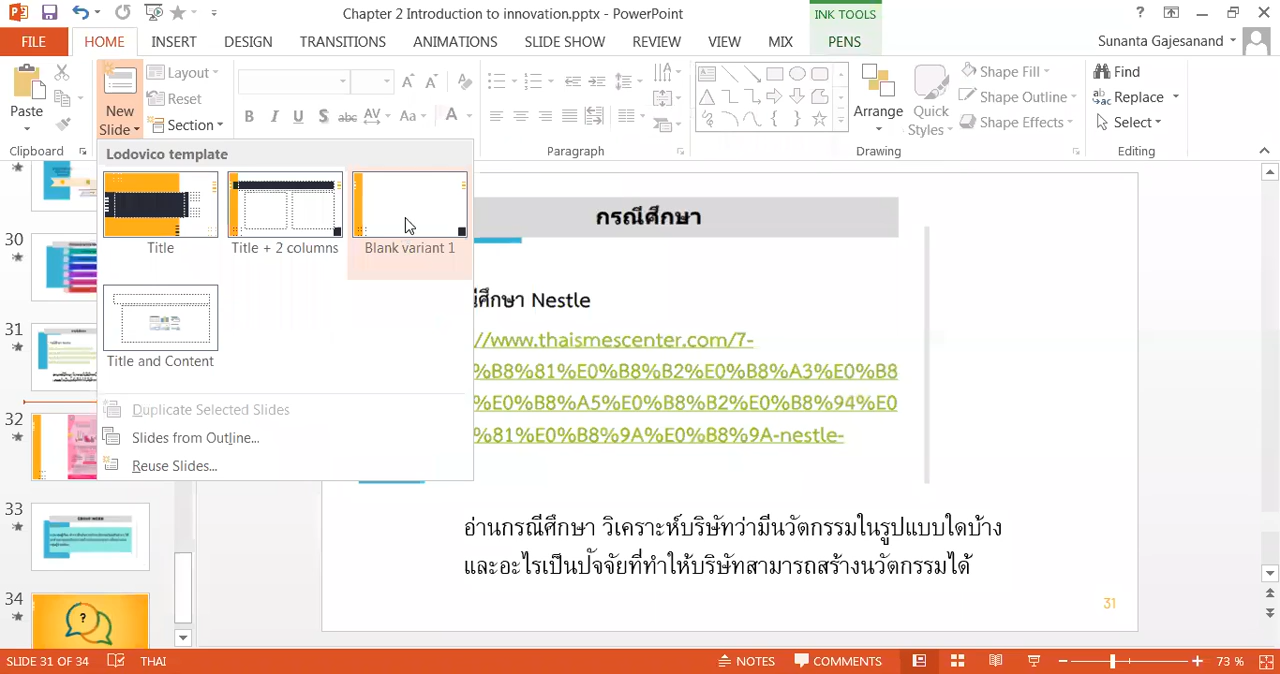 Chapter 2 Introduction to innovation.pptx - PowerPoint
INK TOOLS
FILE HOME INSERT DESIGN TRANSITIONS ANIMATIONS SLIDE SHOW REVIEW VIEW MIX PENS
Sunanta Gajesanand
Paste
New Slide
Layout
Reset
Section
Arrange
Quick Styles
Shape Fill
Shape Outline
Shape Effects
Find
Replace
Select
Clipboard
Paragraph
Drawing
Editing
Lodovico template
Title
Title + 2 columns
Blank variant 1
Title and Content
Duplicate Selected Slides
Slides from Outline...
Reuse Slides...
30
31
32
33
34
กรณีศึกษา
ณีศึกษา Nestle
//www.thaismescenter.com/7-
%B8%81%E0%B8%B2%E0%B8%A3%E0%B8
%E0%B8%A5%E0%B8%B2%E0%B8%94%E0
%81%E0%B8%9A%E0%B8%9A-nestle-
อ่านกรณีศึกษา วิเคราะห์บริษัทว่ามีนวัตกรรมในรูปแบบใดบ้าง
และอะไรเป็นปัจจัยที่ทำให้บริษัทสามารถสร้างนวัตกรรมได้
31
SLIDE 31 OF 34
THAI
NOTES
COMMENTS
73 %